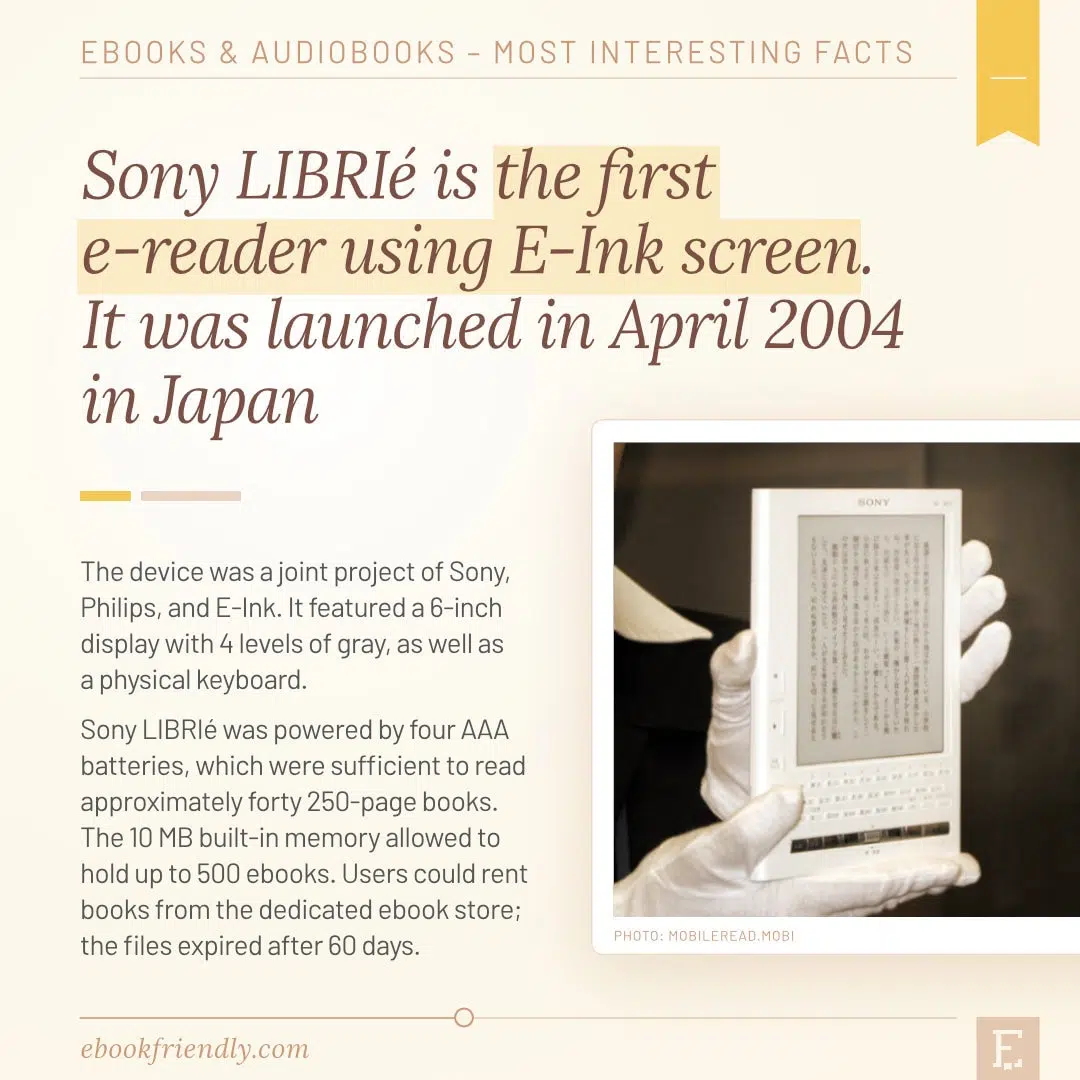 EBOOKS & AUDIOBOOKS – MOST INTERESTING FACTS
Sony LIBRIé is the first
e-reader using E-Ink screen.
It was launched in April 2004
in Japan
The device was a joint project of Sony,
Philips, and E-Ink. It featured a 6-inch
display with 4 levels of gray, as well as
a physical keyboard.
Sony LIBRIé was powered by four AAA
batteries, which were sufficient to read
approximately forty 250-page books.
The 10 MB built-in memory allowed to
hold up to 500 ebooks. Users could rent
books from the dedicated ebook store;
the files expired after 60 days.
SONY
PHOTO: MOBILEREAD.MOBI
ebookfriendly.com
E